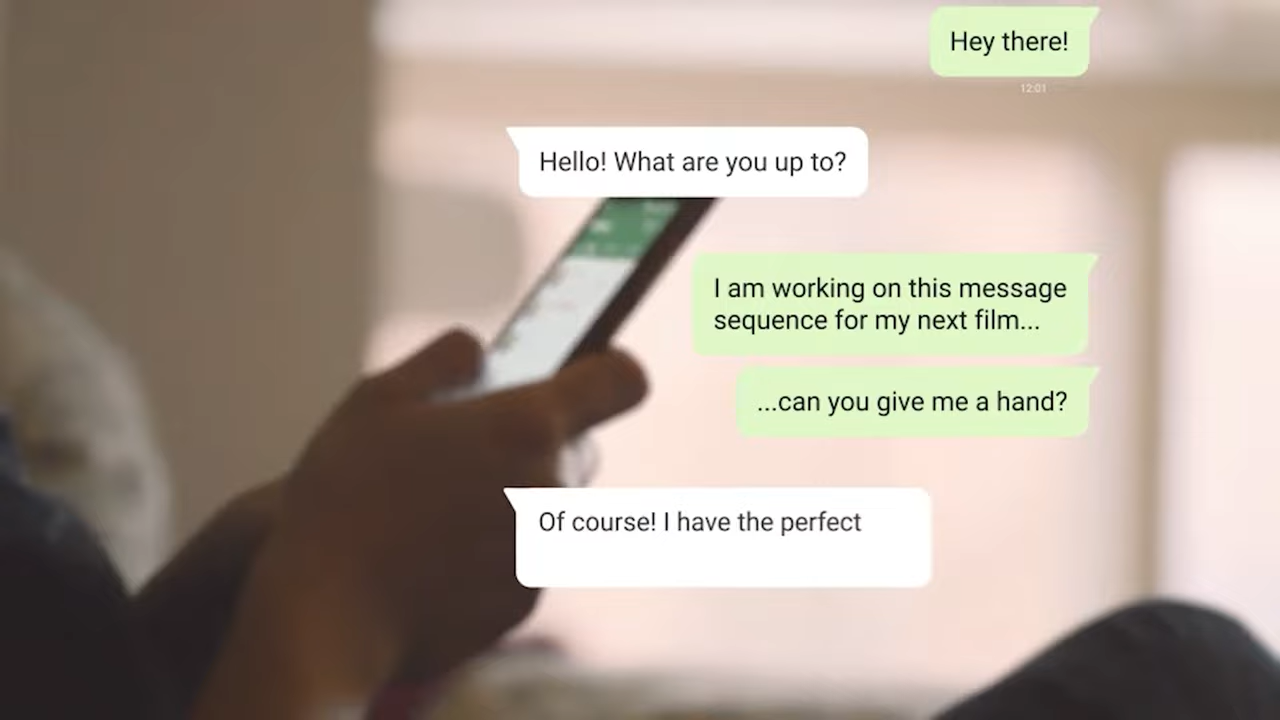 Hey there!
12:01
Hello! What are you up to?
I am working on this message
sequence for my next film...
...can you give me a hand?
Of course! I have the perfect